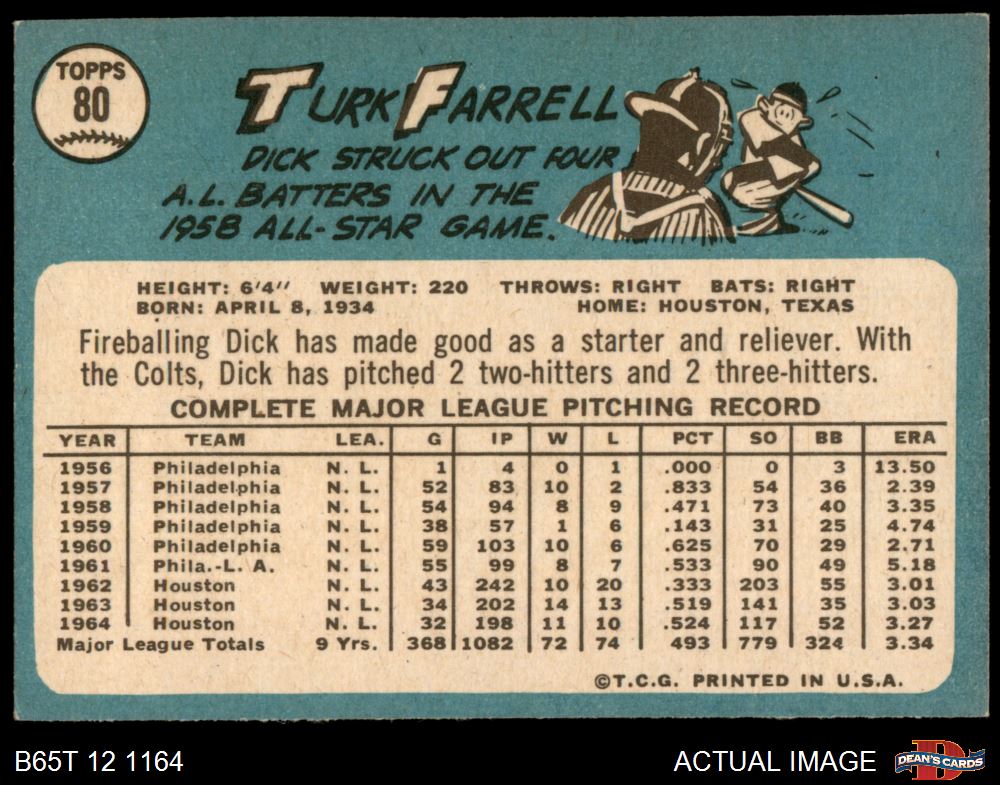 TOPPS
80
TURK FARRELL
DICK STRUCK OUT FOUR
A.L. BATTERS IN THE
1958 ALL-STAR GAME.
HEIGHT: 6'4" WEIGHT: 220 THROWS: RIGHT BATS: RIGHT
BORN: APRIL 8, 1934 HOME: HOUSTON, TEXAS
Fireballing Dick has made good as a starter and reliever. With
the Colts, Dick has pitched 2 two-hitters and 2 three-hitters.
COMPLETE MAJOR LEAGUE PITCHING RECORD
YEAR TEAM LEA. G IP W L PCT SO BB ERA
1956 Philadelphia N. L. 1 4 0 1 .000 0 3 13.50
1957 Philadelphia N. L. 52 83 10 2 .833 54 36 2.39
1958 Philadelphia N. L. 54 94 8 9 .471 73 40 3.35
1959 Philadelphia N. L. 38 57 1 6 .143 31 25 4.74
1960 Philadelphia N. L. 59 103 10 6 .625 70 29 2.71
1961 Phila.-L. A. N. L. 55 99 8 7 .533 90 49 5.18
1962 Houston N. L. 43 242 10 20 .333 203 55 3.01
1963 Houston N. L. 34 202 14 13 .519 141 35 3.03
1964 Houston N. L. 32 198 11 10 .524 117 52 3.27
Major League Totals 9 Yrs. 368 1082 72 74 493 779 324 3.34
©T.C.G. PRINTED IN U.S.A.
B65T 12 1164 ACTUAL IMAGE D DEAN'S CARDS